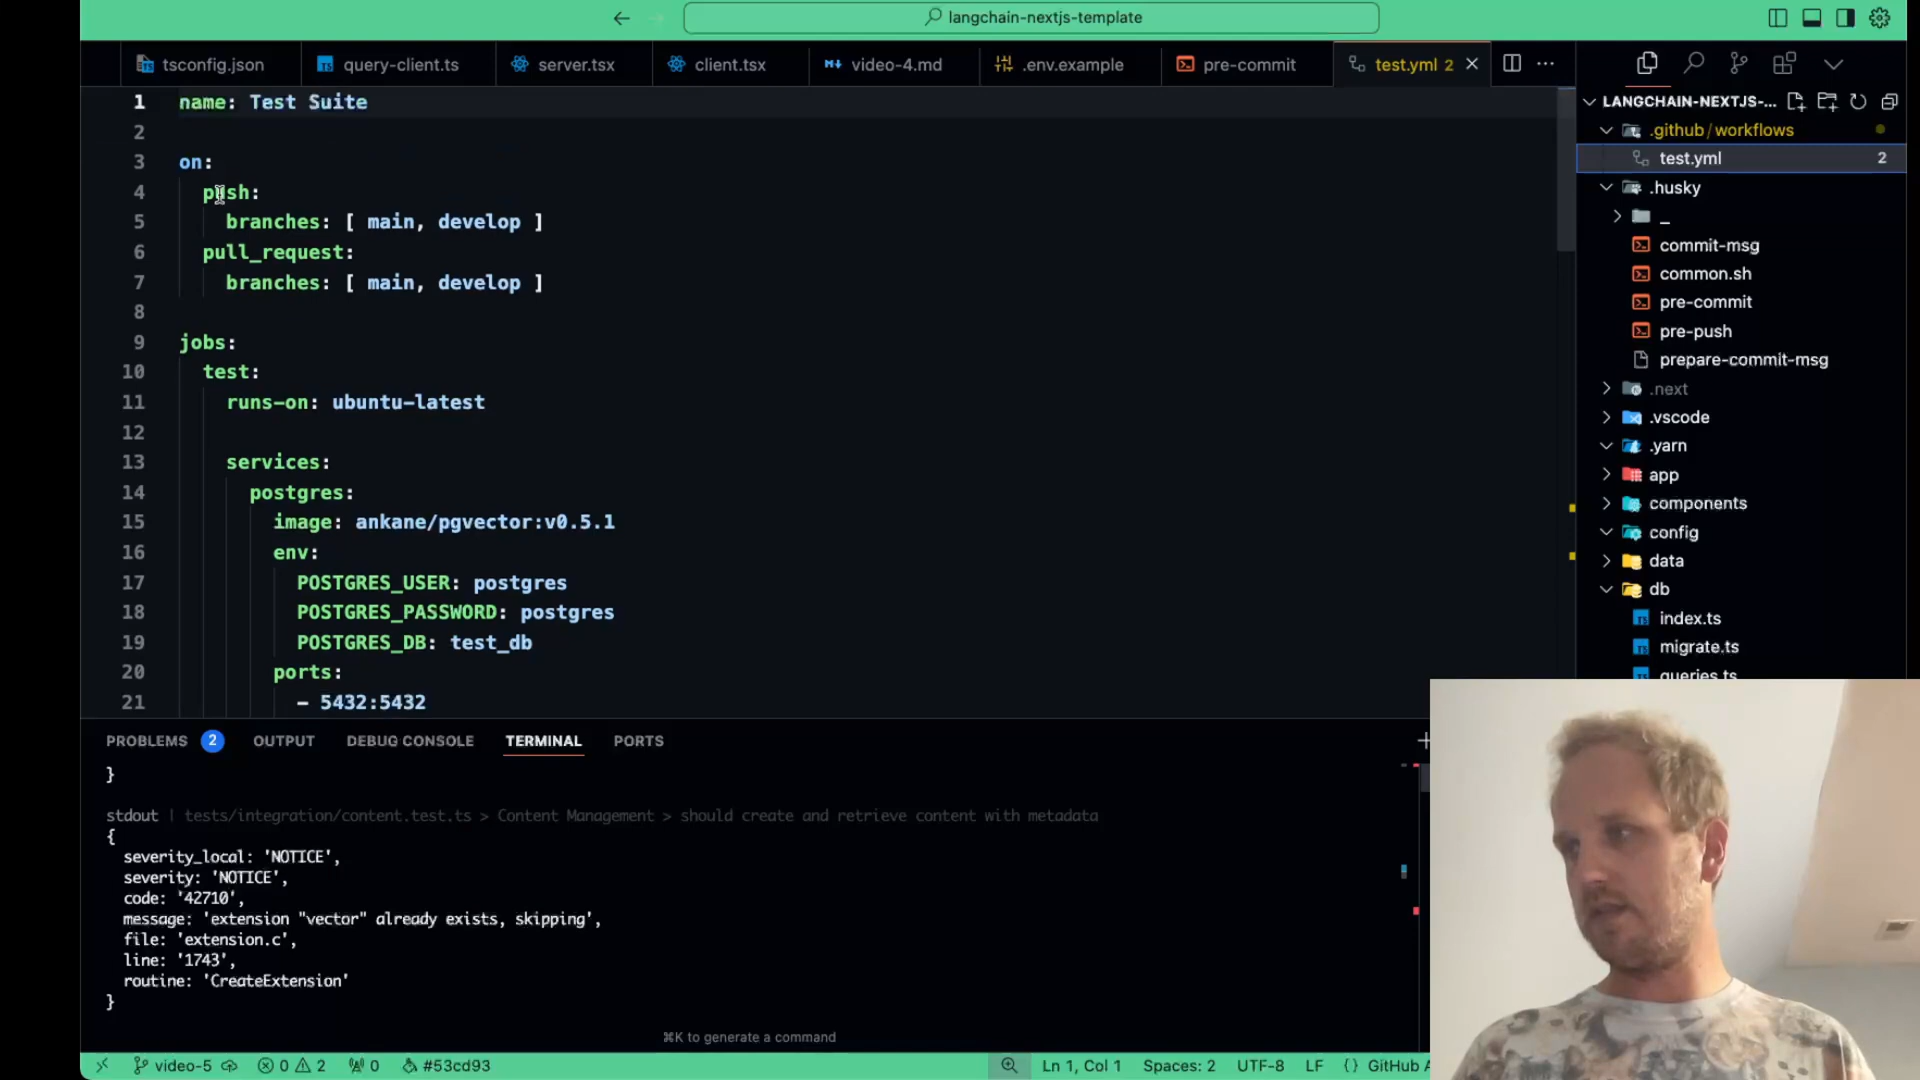 langchain-nextjs-template
tsconfig.json
query-client.ts
server.tsx
client.tsx
video-4.md
.env.example
pre-commit
test.yml 2
1 name: Test Suite
2
3 on:
4 push:
5 branches: [ main, develop ]
6 pull_request:
7 branches: [ main, develop ]
8
9 jobs:
10 test:
11 runs-on: ubuntu-latest
12
13 services:
14 postgres:
15 image: ankane/pgvector:v0.5.1
16 env:
17 POSTGRES_USER: postgres
18 POSTGRES_PASSWORD: postgres
19 POSTGRES_DB: test_db
20 ports:
21 - 5432:5432
LANGCHAIN-NEXTJS-...
.github/workflows
test.yml 2
.husky
_
commit-msg
common.sh
pre-commit
pre-push
prepare-commit-msg
.next
.vscode
.yarn
app
components
config
data
db
index.ts
migrate.ts
queries.ts
PROBLEMS 2 OUTPUT DEBUG CONSOLE TERMINAL PORTS
}
stdout | tests/integration/content.test.ts > Content Management > should create and retrieve content with metadata
{
severity_local: 'NOTICE',
severity: 'NOTICE',
code: '42710',
message: 'extension "vector" already exists, skipping',
file: 'extension.c',
line: '1743',
routine: 'CreateExtension'
}
⌘K to generate a command
video-5 0 2 0 #53cd93 Ln 1, Col 1 Spaces: 2 UTF-8 LF {} GitHub